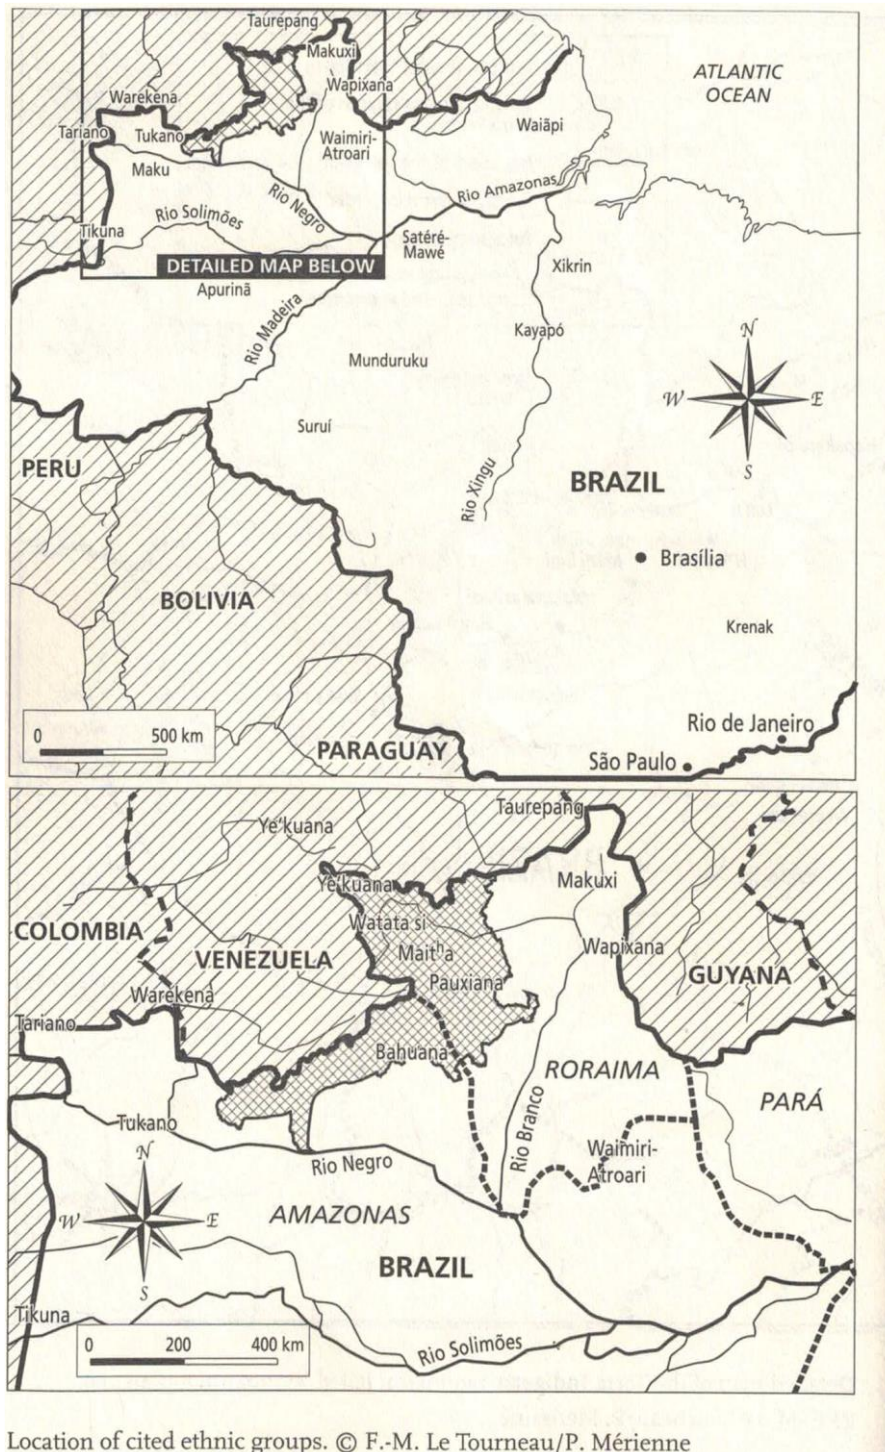 Taurepäng
Makuxi
ATLANTIC
OCEAN
Wapixana
Warekena
Waiãpi
Tariano
Tukano
Waimiri-
Atroari
Maku
Rio Amazonas
Rio Negro
Rio Solimões
Tikuna
Satéré-
Mawé
DETAILED MAP BELOW
Xikrin
Apurinã
Rio Madeira
Kayapó
N
Munduruku
W
E
Suruí
S
PERU
Rio Xingu
BRAZIL
Brasília
BOLIVIA
Krenak
0 500 km
Rio de Janeiro
PARAGUAY
São Paulo
Taurepäng
Ye'kuana
Ye'kuana
Makuxi
Watata si
COLOMBIA
Maitʰa
Wapixana
VENEZUELA
GUYANA
Pauxiana
Warekena
Tariano
Bahuana
RORAIMA
PARÁ
Tukano
Rio Branco
N
Rio Negro
Waimiri-
Atroari
W
E
AMAZONAS
BRAZIL
S
Tikuna
0 200 400 km
Rio Solimões
Location of cited ethnic groups. © F.-M. Le Tourneau/P. Mérienne